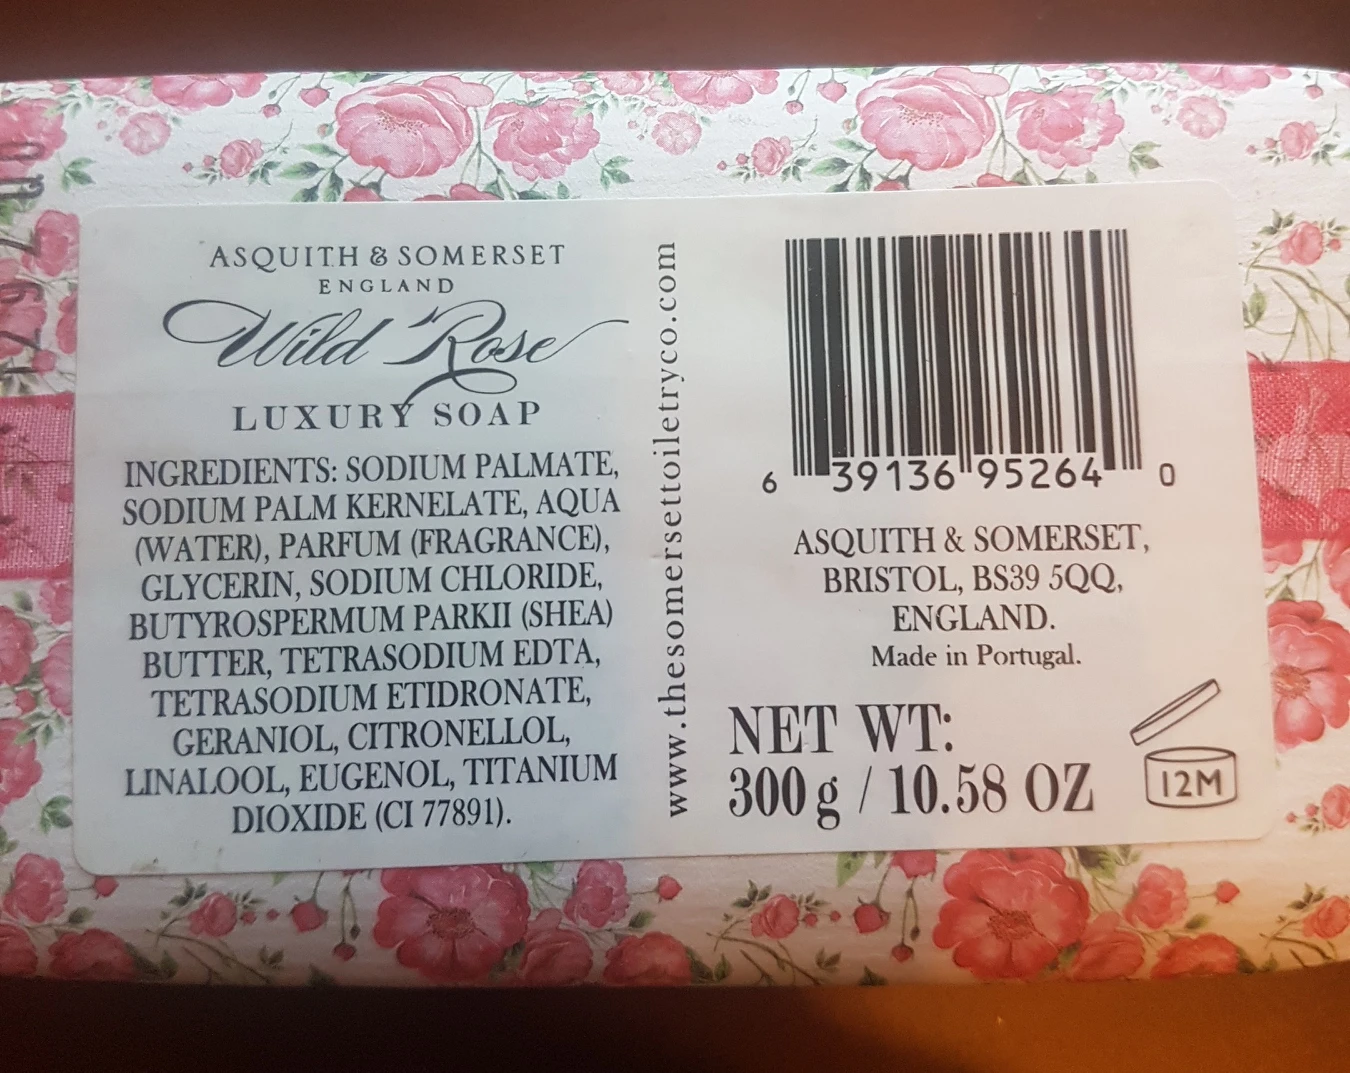 ASQUITH & SOMERSET
ENGLAND
Wild Rose
LUXURY SOAP
INGREDIENTS: SODIUM PALMATE,
SODIUM PALM KERNELATE, AQUA
(WATER), PARFUM (FRAGRANCE),
GLYCERIN, SODIUM CHLORIDE,
BUTYROSPERMUM PARKII (SHEA)
BUTTER, TETRASODIUM EDTA,
TETRASODIUM ETIDRONATE,
GERANIOL, CITRONELLOL,
LINALOOL, EUGENOL, TITANIUM
DIOXIDE (CI 77891).
www.thesomersettoiletryco.com
6 39136 95264 0
ASQUITH & SOMERSET,
BRISTOL, BS39 5QQ,
ENGLAND.
Made in Portugal.
NET WT:
300 g / 10.58 OZ
12M